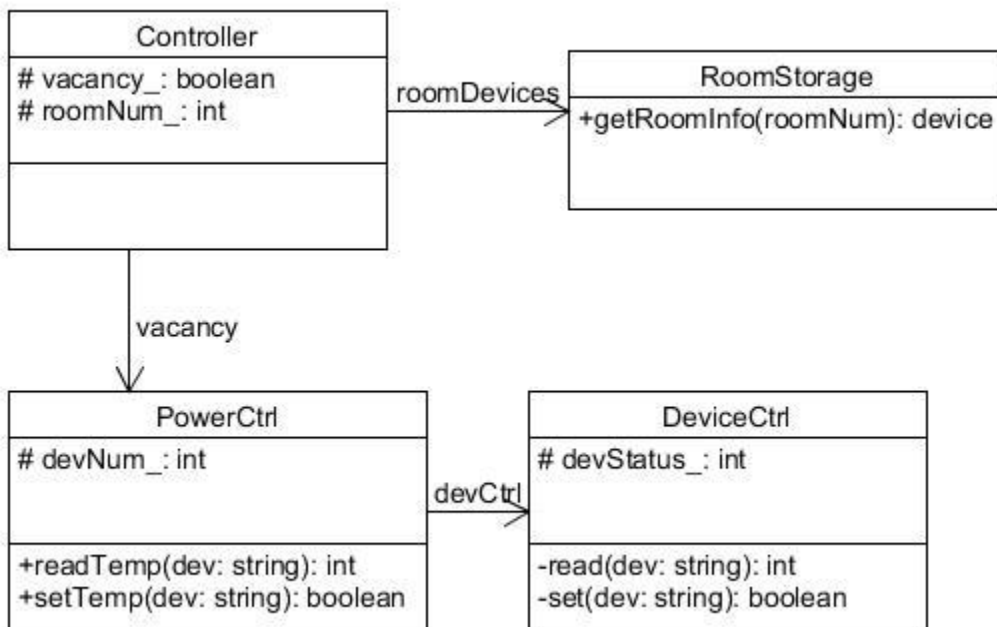 Controller
# vacancy_: boolean
# roomNum_: int
roomDevices
RoomStorage
+getRoomInfo(roomNum): device
vacancy
PowerCtrl
# devNum_: int
+readTemp(dev: string): int
+setTemp(dev: string): boolean
devCtrl
DeviceCtrl
# devStatus_: int
-read(dev: string): int
-set(dev: string): boolean